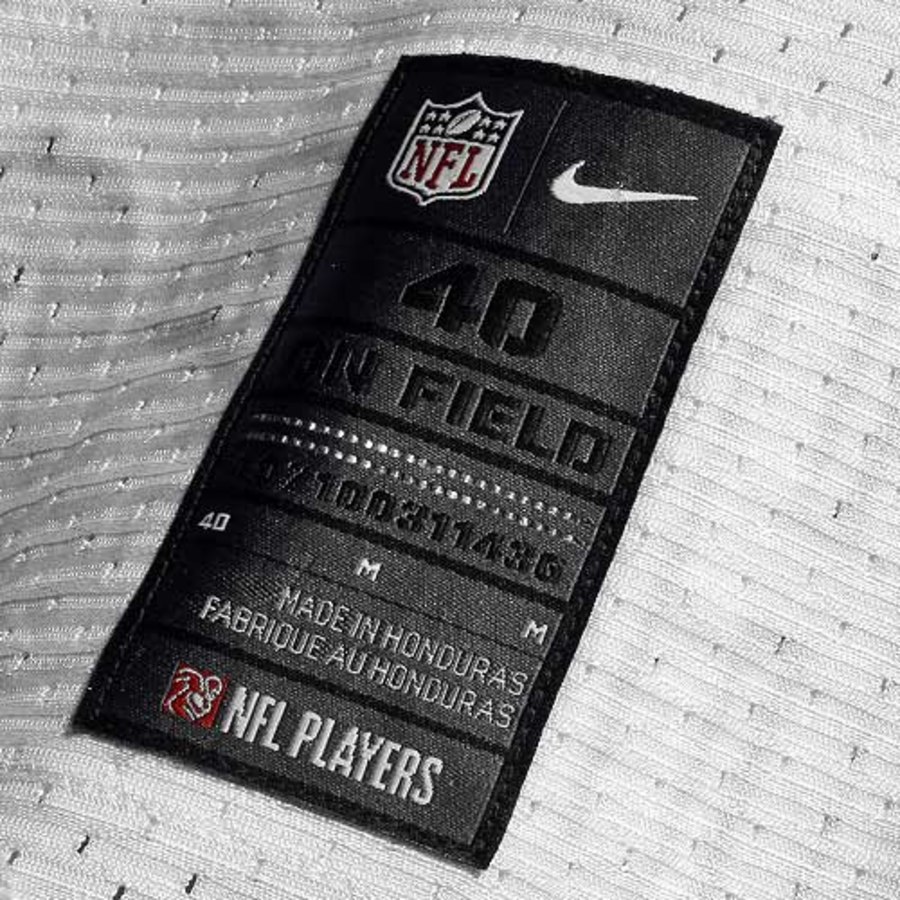 NFL
40
ON FIELD
40
M
M
MADE IN HONDURAS
FABRIQUE AU HONDURAS
NFL PLAYERS